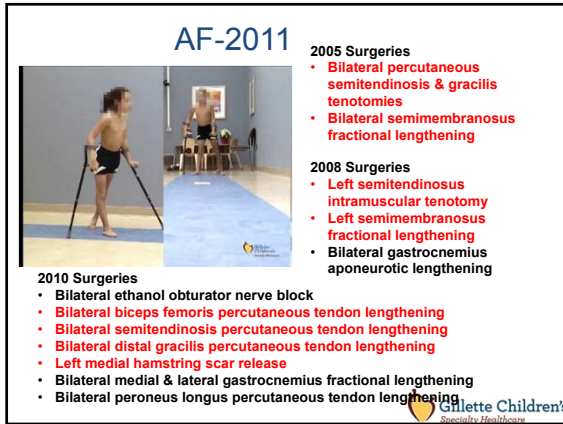 AF-2011
2005 Surgeries
• Bilateral percutaneous
semitendinosis & gracilis
tenotomies
• Bilateral semimembranosus
fractional lengthening
2008 Surgeries
• Left semitendinosus
intramuscular tenotomy
• Left semimembranosus
fractional lengthening
• Bilateral gastrocnemius
aponeurotic lengthening
Gillette
Children's
2010 Surgeries
• Bilateral ethanol obturator nerve block
• Bilateral biceps femoris percutaneous tendon lengthening
• Bilateral semitendinosis percutaneous tendon lengthening
• Bilateral distal gracilis percutaneous tendon lengthening
• Left medial hamstring scar release
• Bilateral medial & lateral gastrocnemius fractional lengthening
• Bilateral peroneus longus percutaneous tendon lengthening
Gillette Children's
Specialty Healthcare